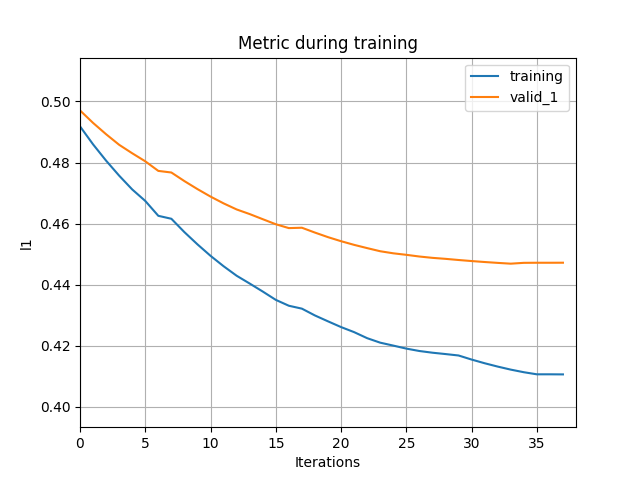 Metric during training
training
valid_1
0.50
0.48
0.46
0.44
0.42
0.40
l1
0 5 10 15 20 25 30 35
Iterations